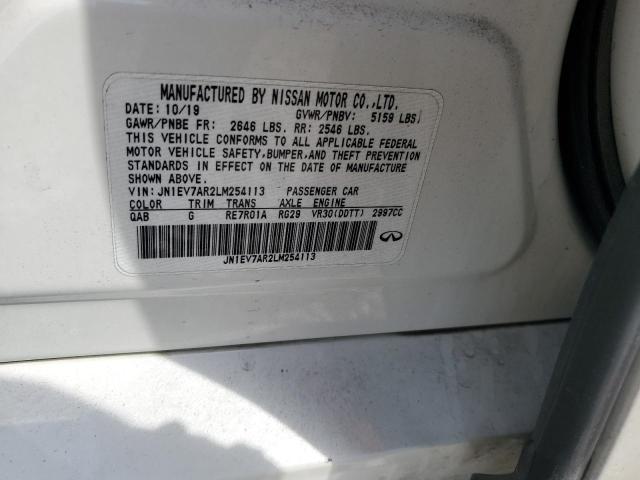 MANUFACTURED BY NISSAN MOTOR CO.,LTD.
DATE: 10/19 GVWR/PNBV: 5159 LBS.
GAWR/PNBE FR: 2646 LBS. RR: 2546 LBS.
THIS VEHICLE CONFORMS TO ALL APPLICABLE FEDERAL
MOTOR VEHICLE SAFETY,BUMPER,AND THEFT PREVENTION
STANDARDS IN EFFECT ON THE DATE OF MANUFACTURE
SHOWN ABOVE.
VIN: JN1EV7AR2LM254113 PASSENGER CAR
COLOR TRIM TRANS AXLE ENGINE
QAB G RE7R01A RG29 VR30(DDTT) 2997CC
JN1EV7AR2LM254113